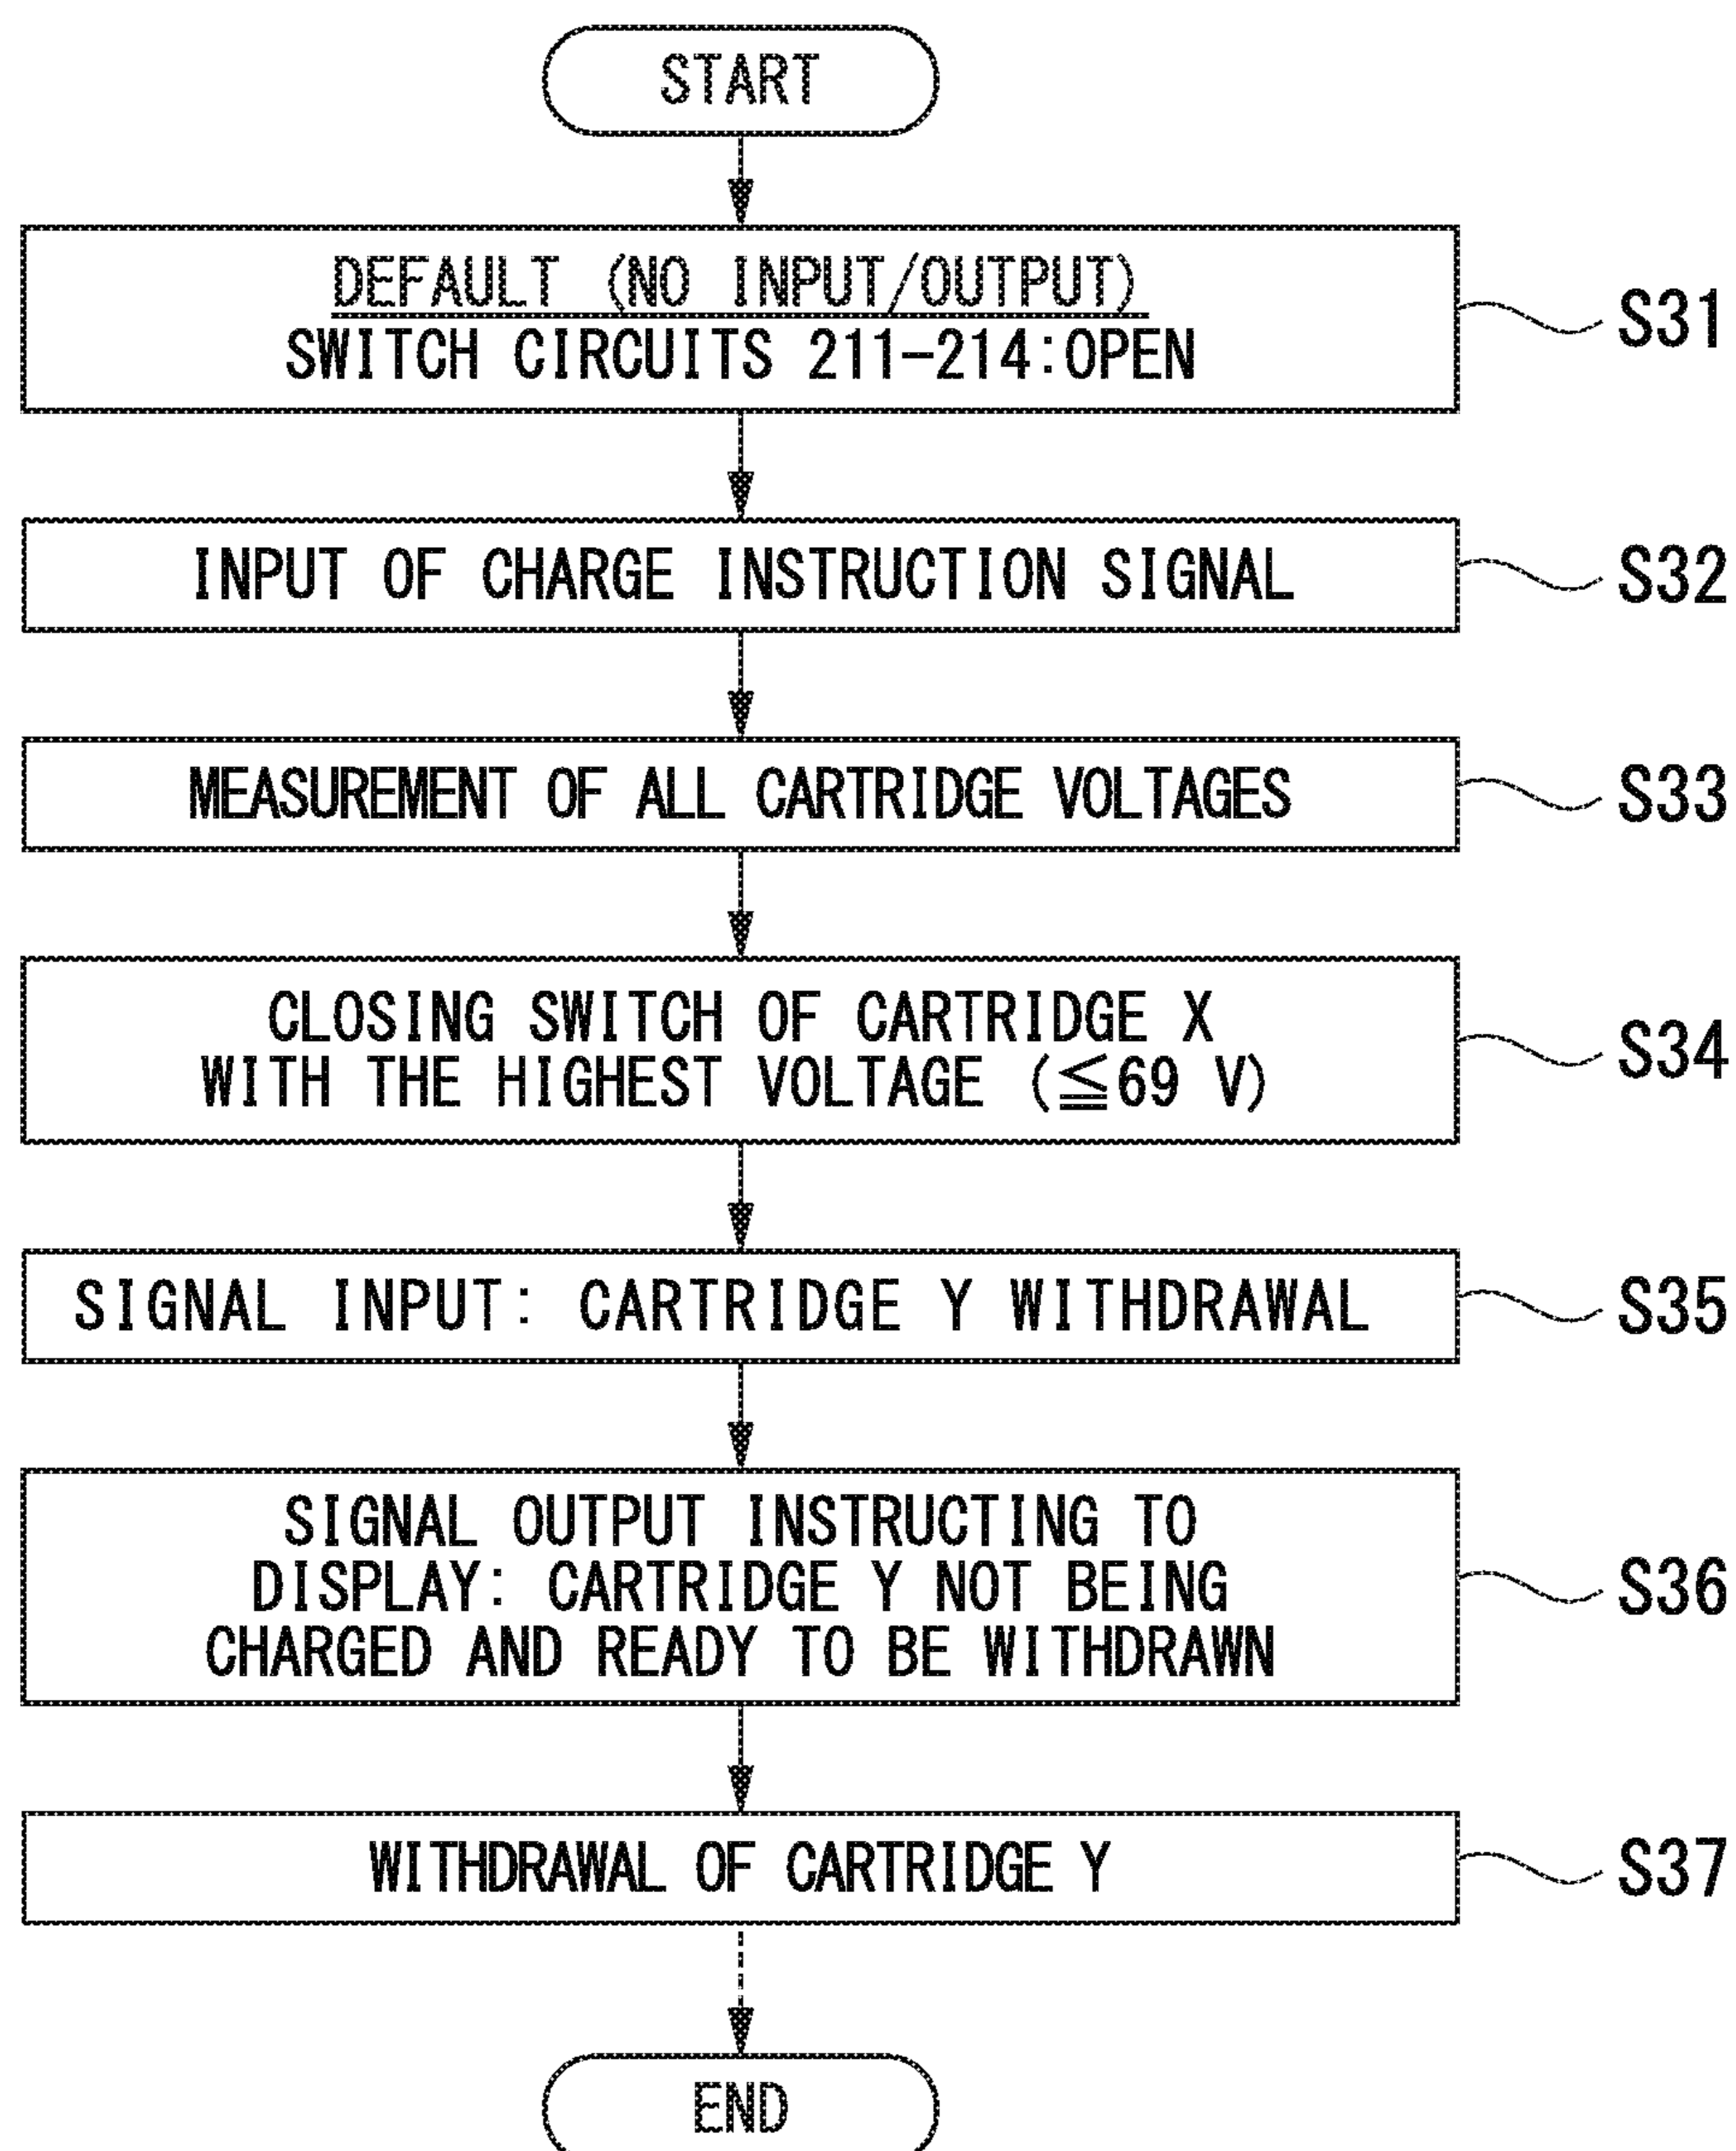 START
DEFAULT (NO INPUT/OUTPUT)
SWITCH CIRCUITS 211-214:OPEN
S31
INPUT OF CHARGE INSTRUCTION SIGNAL
S32
MEASUREMENT OF ALL CARTRIDGE VOLTAGES
S33
CLOSING SWITCH OF CARTRIDGE X
WITH THE HIGHEST VOLTAGE (≦69 V)
S34
SIGNAL INPUT: CARTRIDGE Y WITHDRAWAL
S35
SIGNAL OUTPUT INSTRUCTING TO
DISPLAY: CARTRIDGE Y NOT BEING
CHARGED AND READY TO BE WITHDRAWN
S36
WITHDRAWAL OF CARTRIDGE Y
S37
END